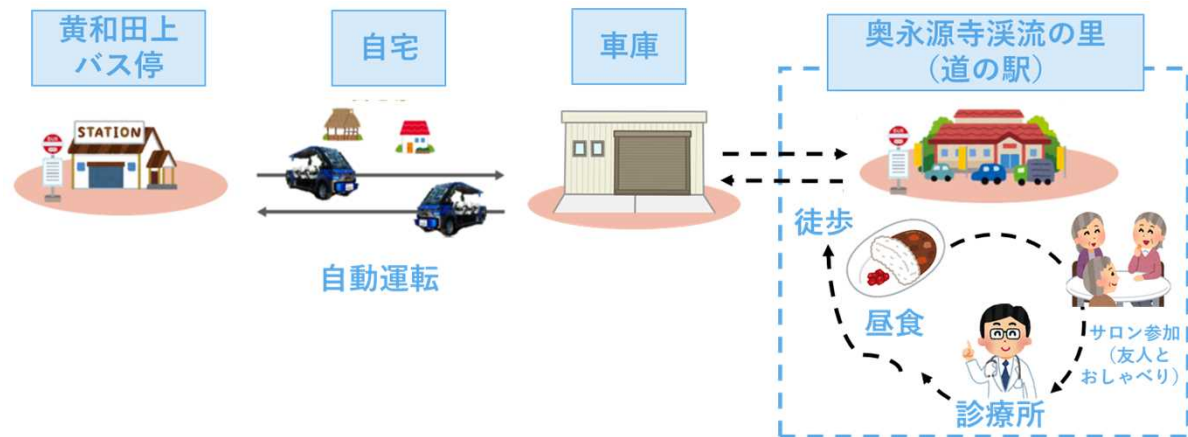 黄和田上
バス停
自宅
車庫
奥永源寺渓流の里
(道の駅)
STATION
自動運転
徒歩
昼食
サロン参加
(友人と
おしゃべり)
診療所